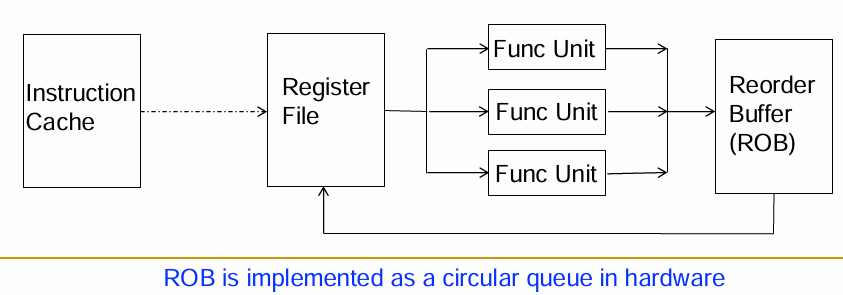 Instruction
Cache
Register
File
Func Unit
Func Unit
Func Unit
Reorder
Buffer
(ROB)
ROB is implemented as a circular queue in hardware